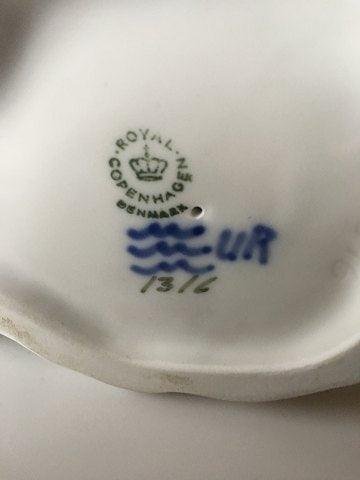 ROYAL
COPENHAGEN
DENMARK
UR
1316